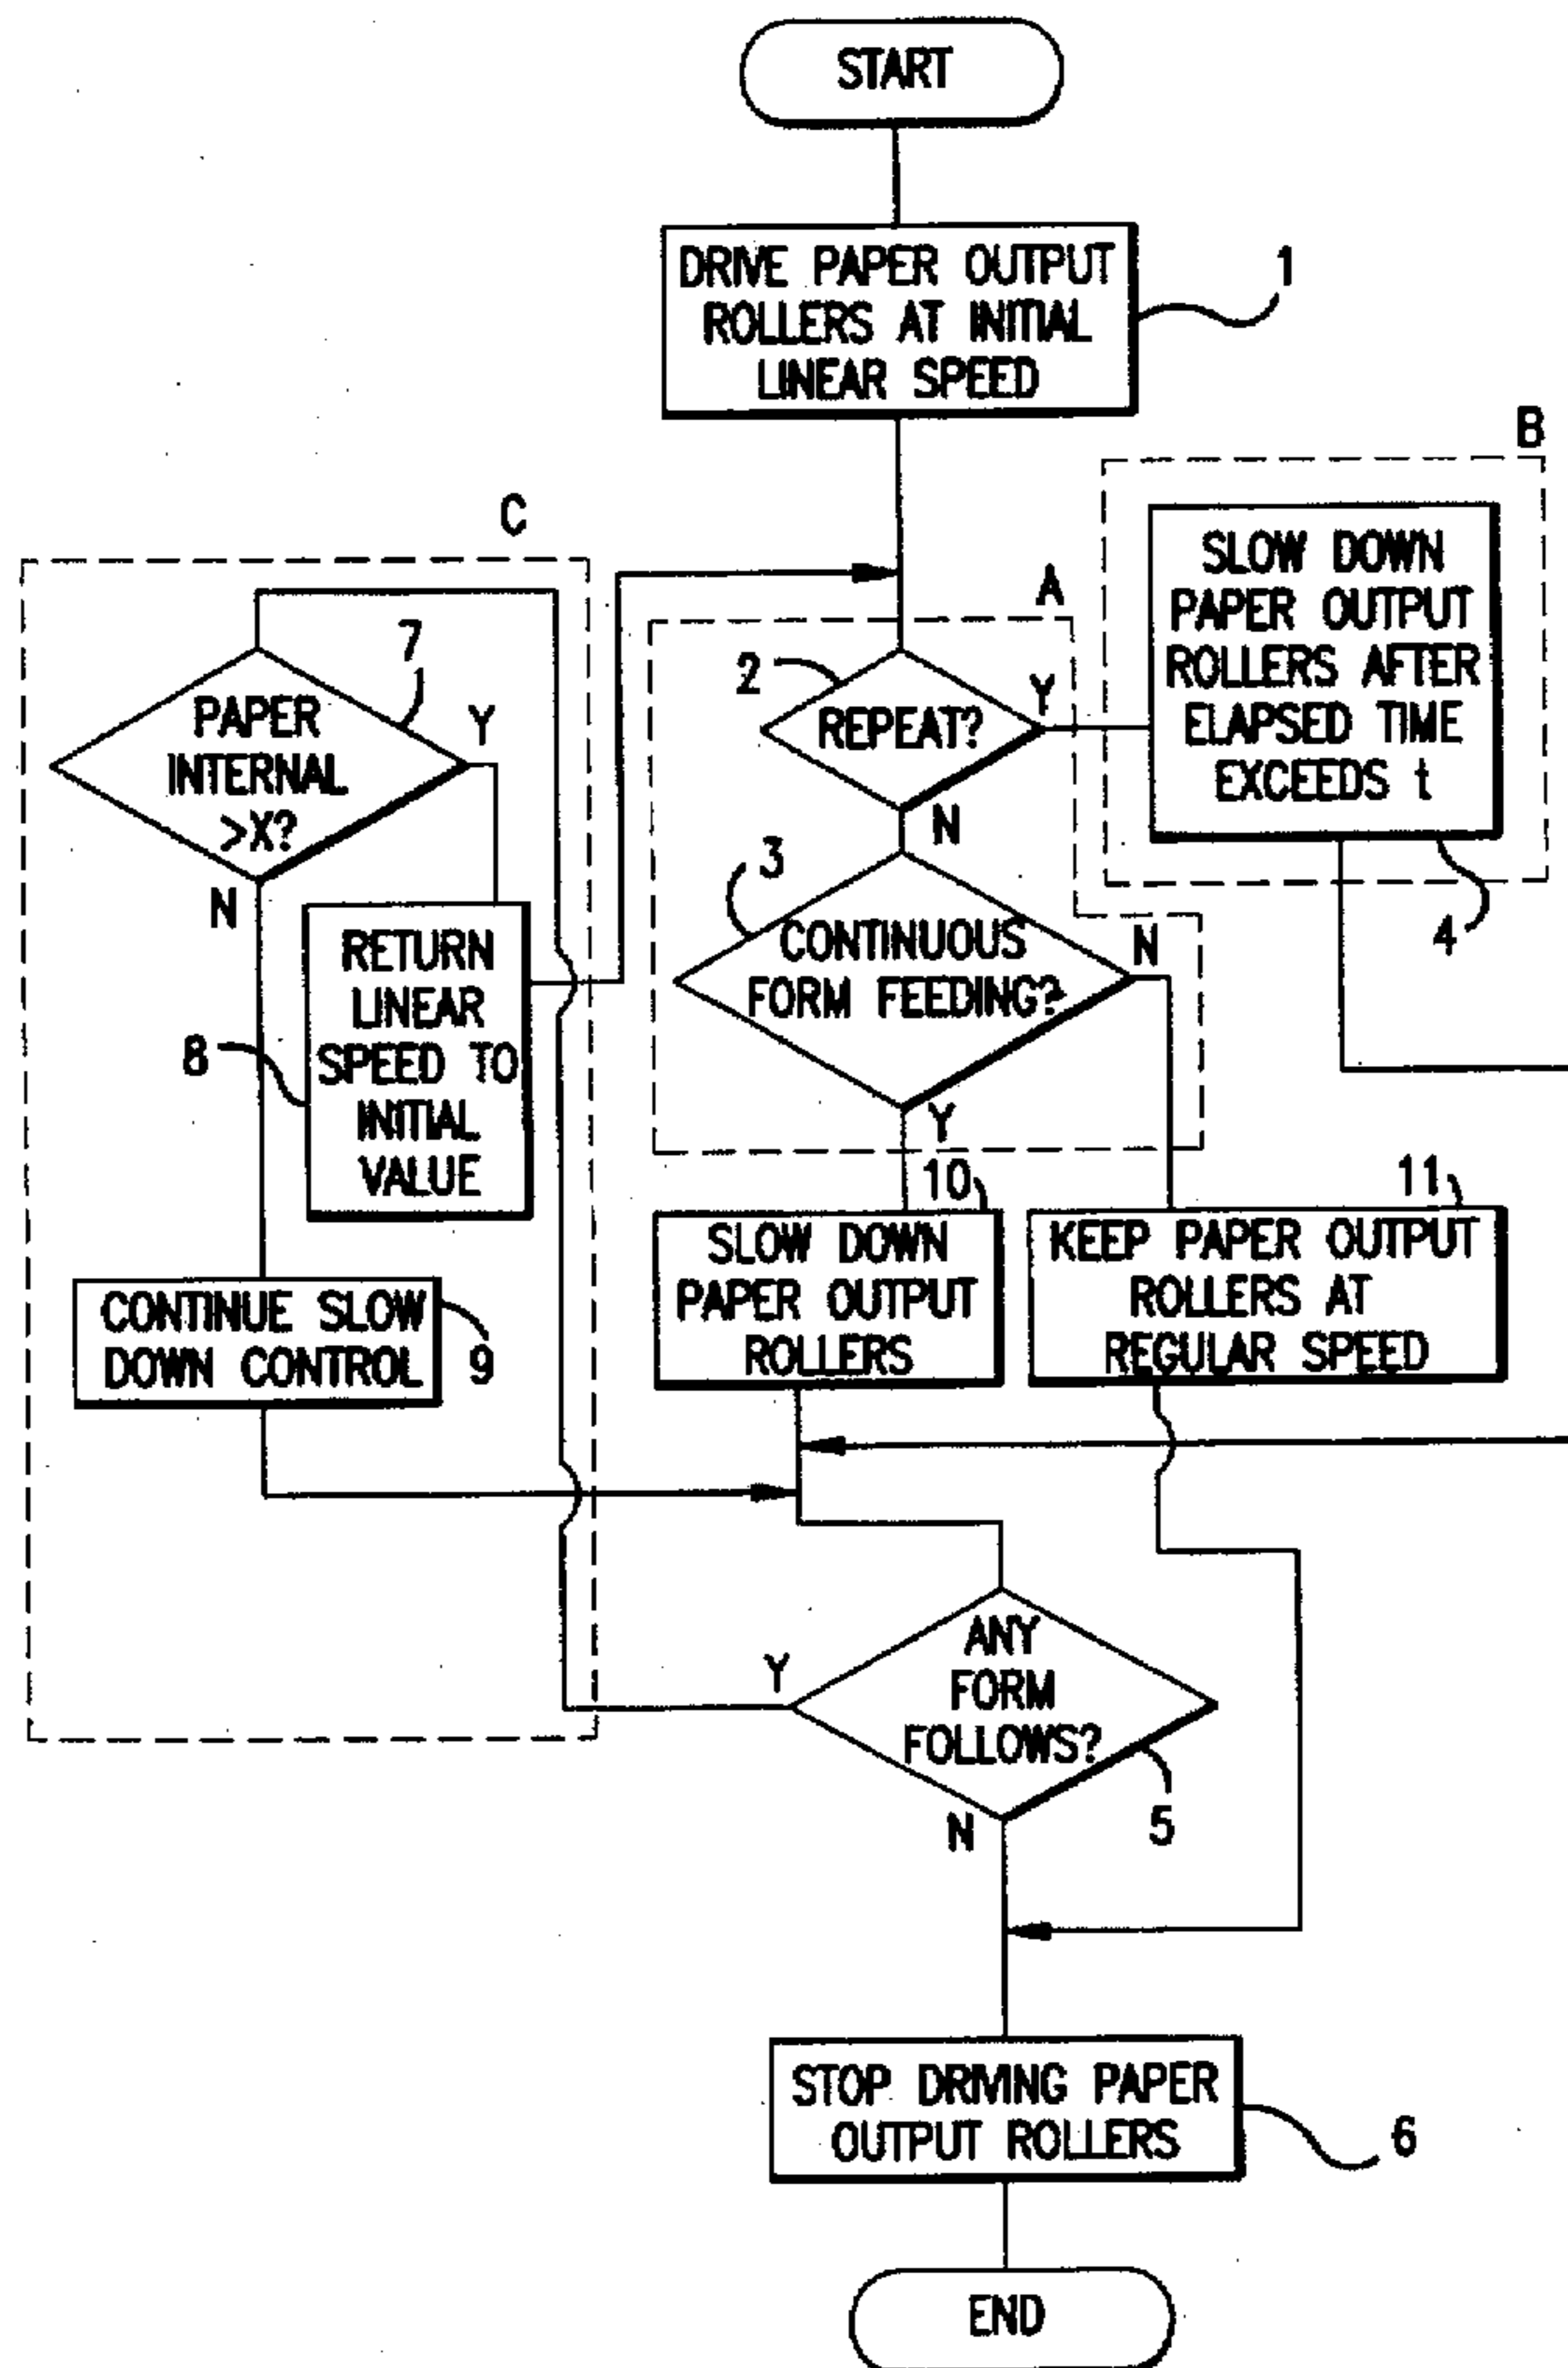 START
DRIVE PAPER OUTPUT
ROLLERS AT INITIAL
LINEAR SPEED
1
B
SLOW DOWN
PAPER OUTPUT
ROLLERS AFTER
ELAPSED TIME
EXCEEDS t
4
A
2
REPEAT?
Y
N
3
CONTINUOUS
FORM FEEDING?
N
Y
C
7
PAPER
INTERNAL
>X?
Y
N
RETURN
LINEAR
SPEED TO
INITIAL
VALUE
8
CONTINUE SLOW
DOWN CONTROL
9
10
SLOW DOWN
PAPER OUTPUT
ROLLERS
11
KEEP PAPER OUTPUT
ROLLERS AT
REGULAR SPEED
ANY
FORM
FOLLOWS?
Y
N
5
STOP DRIVING PAPER
OUTPUT ROLLERS
6
END